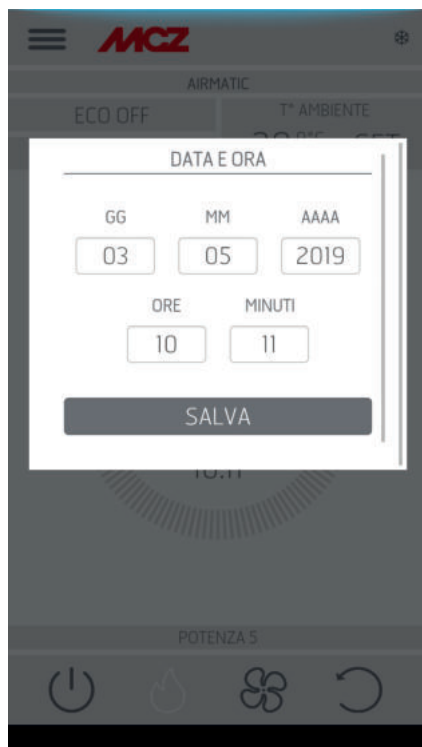 MCZ
AIRMATIC
ECO OFF T° AMBIENTE
DATA E ORA
GG MM AAAA
03 05 2019
ORE MINUTI
10 11
SALVA
POTENZA 5